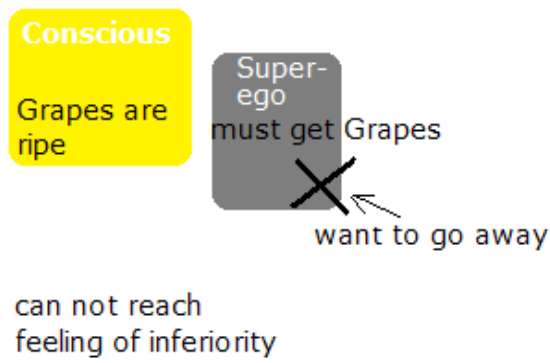 Conscious
Grapes are
ripe
Super-
ego
must get Grapes
want to go away
can not reach
feeling of inferiority